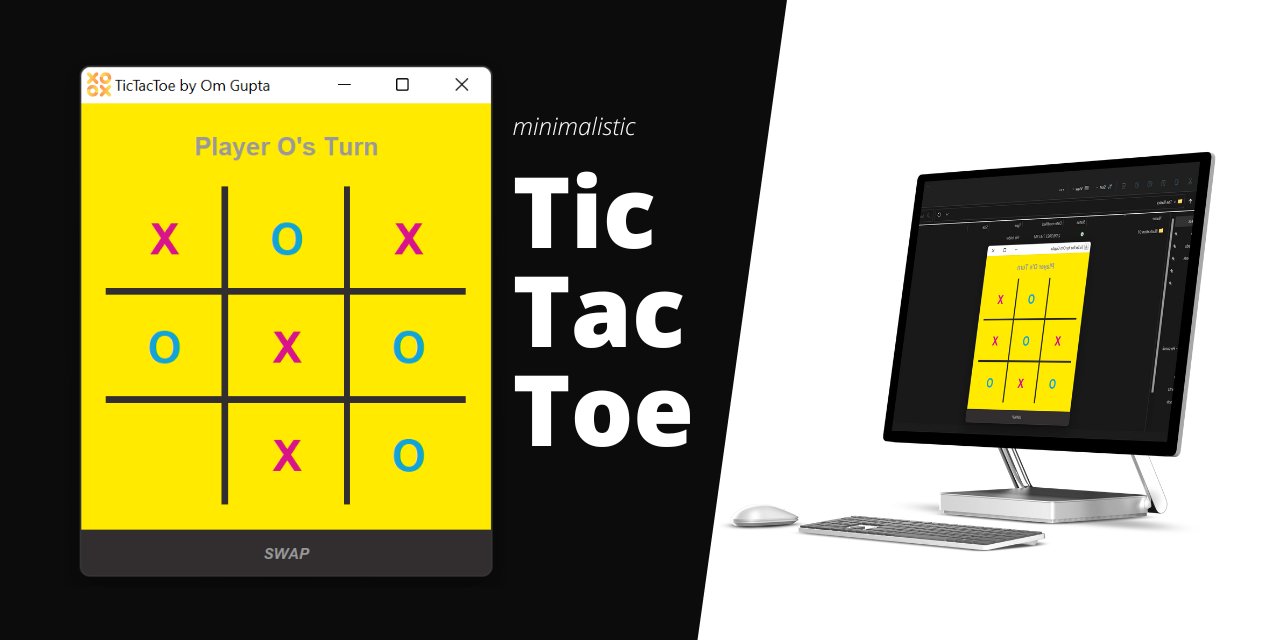 TicTacToe by Om Gupta
Player O's Turn
X O X
O X O
X O
SWAP
minimalistic
Tic
Tac
Toe
Player O's Turn
X O
X O X
O X O